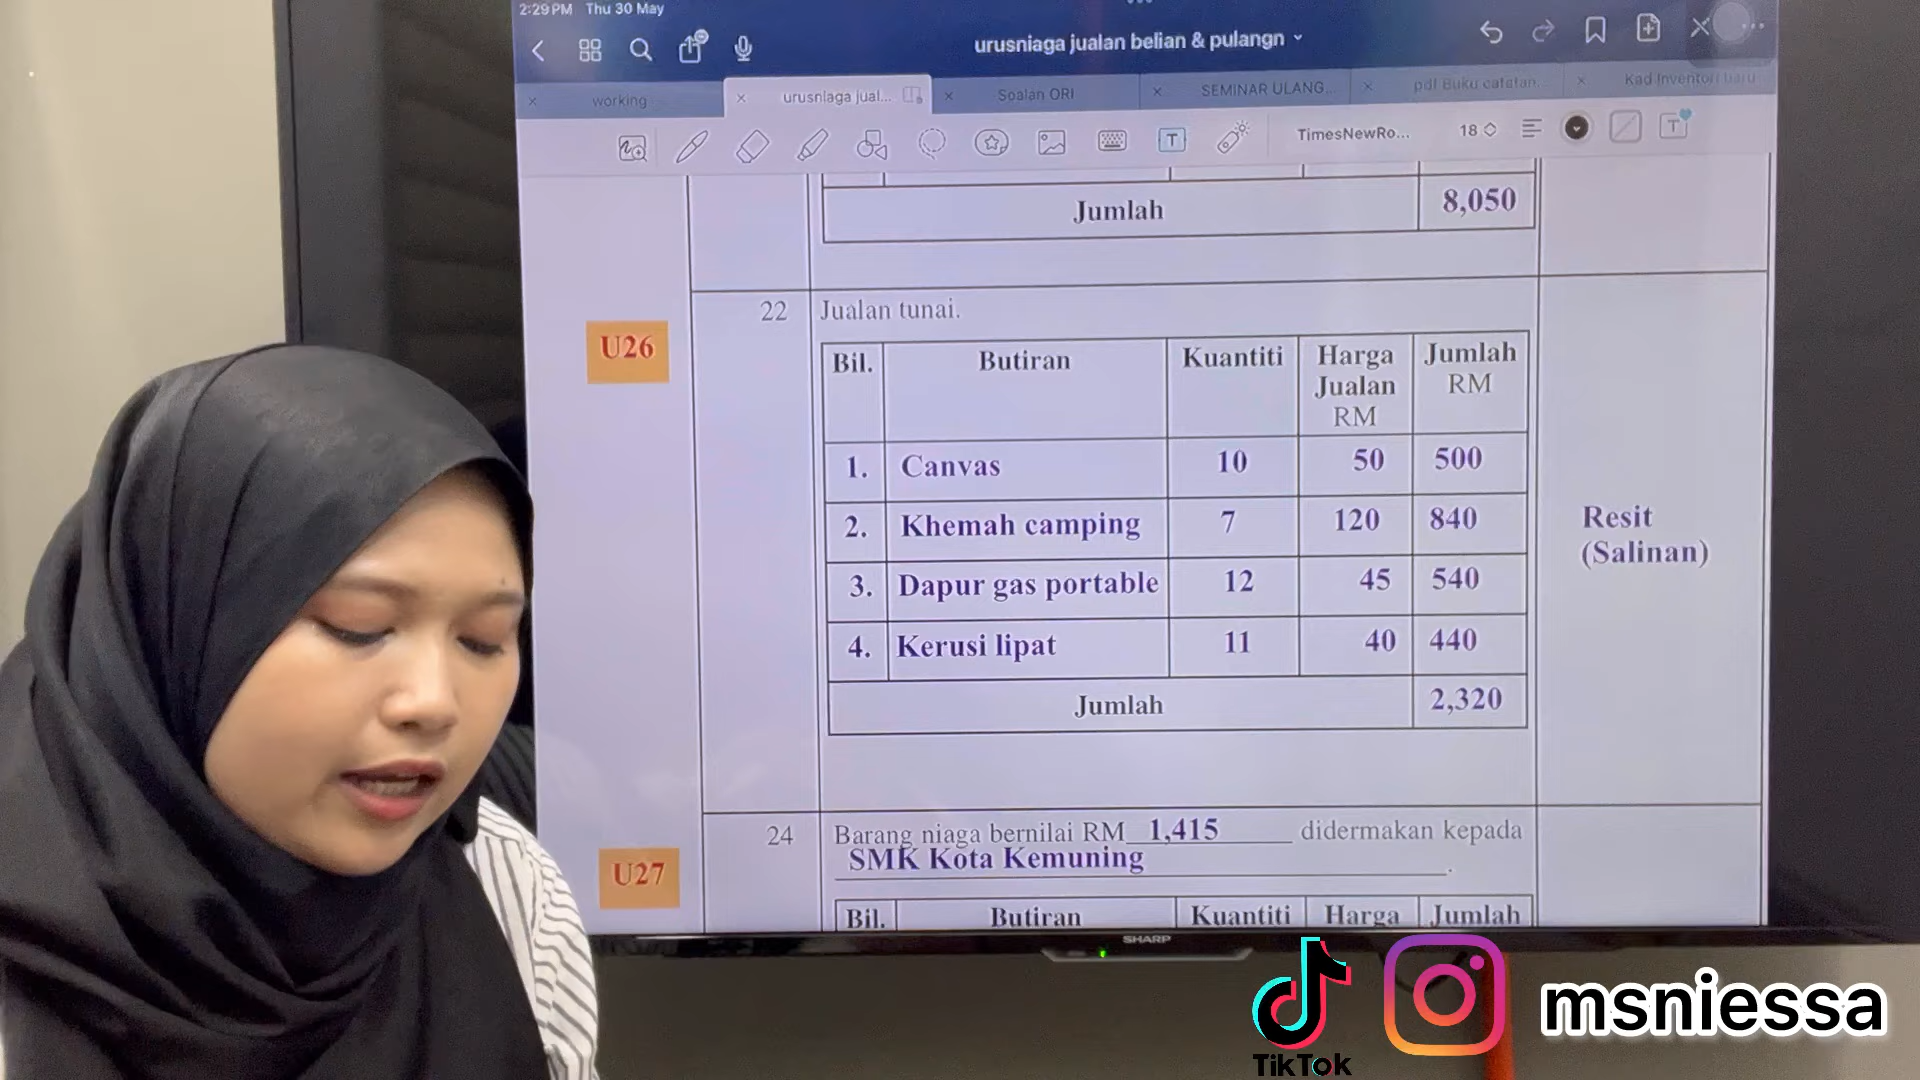 2:29 PM Thu 30 May
urusniaga jualan belian & pulangn
working
urusniaga jual...
Soalan ORI
SEMINAR ULANG...
pdf Buku catatan.
Kad Inventori baru
TimesNewRo...
18
Jumlah
8,050
U26
22
Jualan tunai.
Bil. Butiran Kuantiti Harga Jualan RM Jumlah RM
1. Canvas 10 50 500
2. Khemah camping 7 120 840
3. Dapur gas portable 12 45 540
4. Kerusi lipat 11 40 440
Jumlah 2,320
Resit
(Salinan)
U27
24
Barang niaga bernilai RM 1,415 didermakan kepada
SMK Kota Kemuning.
Bil. Butiran Kuantiti Harga Jumlah
SHARP
TikTok
msniessa